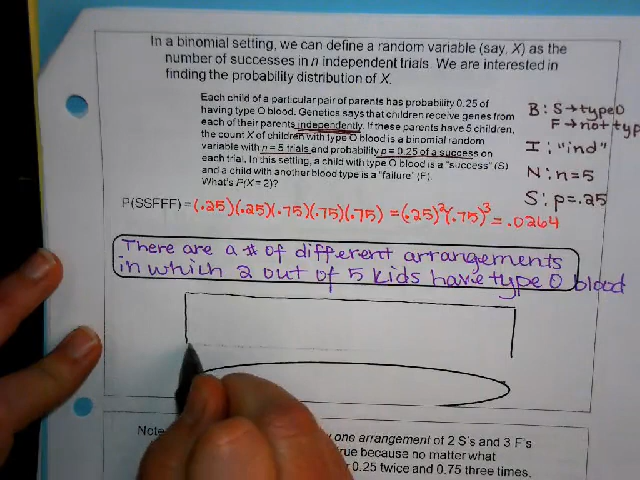 In a binomial setting, we can define a random variable (say, X) as the
number of successes in n independent trials. We are interested in
finding the probability distribution of X.
Each child of a particular pair of parents has probability 0.25 of
having type O blood. Genetics says that children receive genes from
each of their parents independently. If these parents have 5 children,
the count X of children with type O blood is a binomial random
variable with n = 5 trials and probability p = 0.25 of a success on
each trial. In this setting, a child with type O blood is a "success" (S)
and a child with another blood type is a "failure" (F).
What's P(X = 2)?
B: S→type O
F→not typ
I: "ind"
N: n=5
S: p=.25
P(SSFFF) = (.25)(.25)(.75)(.75)(.75) = (.25)²(.75)³ = .0264
There are a # of different arrangements
in which 2 out of 5 kids have type O blood
Note
one arrangement of 2 S's and 3 F's
true because no matter what
0.25 twice and 0.75 three times.